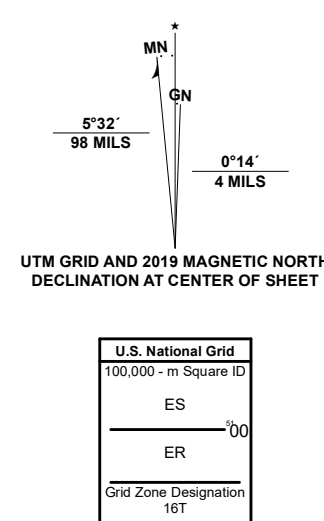 ★
MN
GN
5°32´
98 MILS
0°14´
4 MILS
UTM GRID AND 2019 MAGNETIC NORTH
DECLINATION AT CENTER OF SHEET
U.S. National Grid
100,000 - m Square ID
ES
⁵¹00
ER
Grid Zone Designation
16T